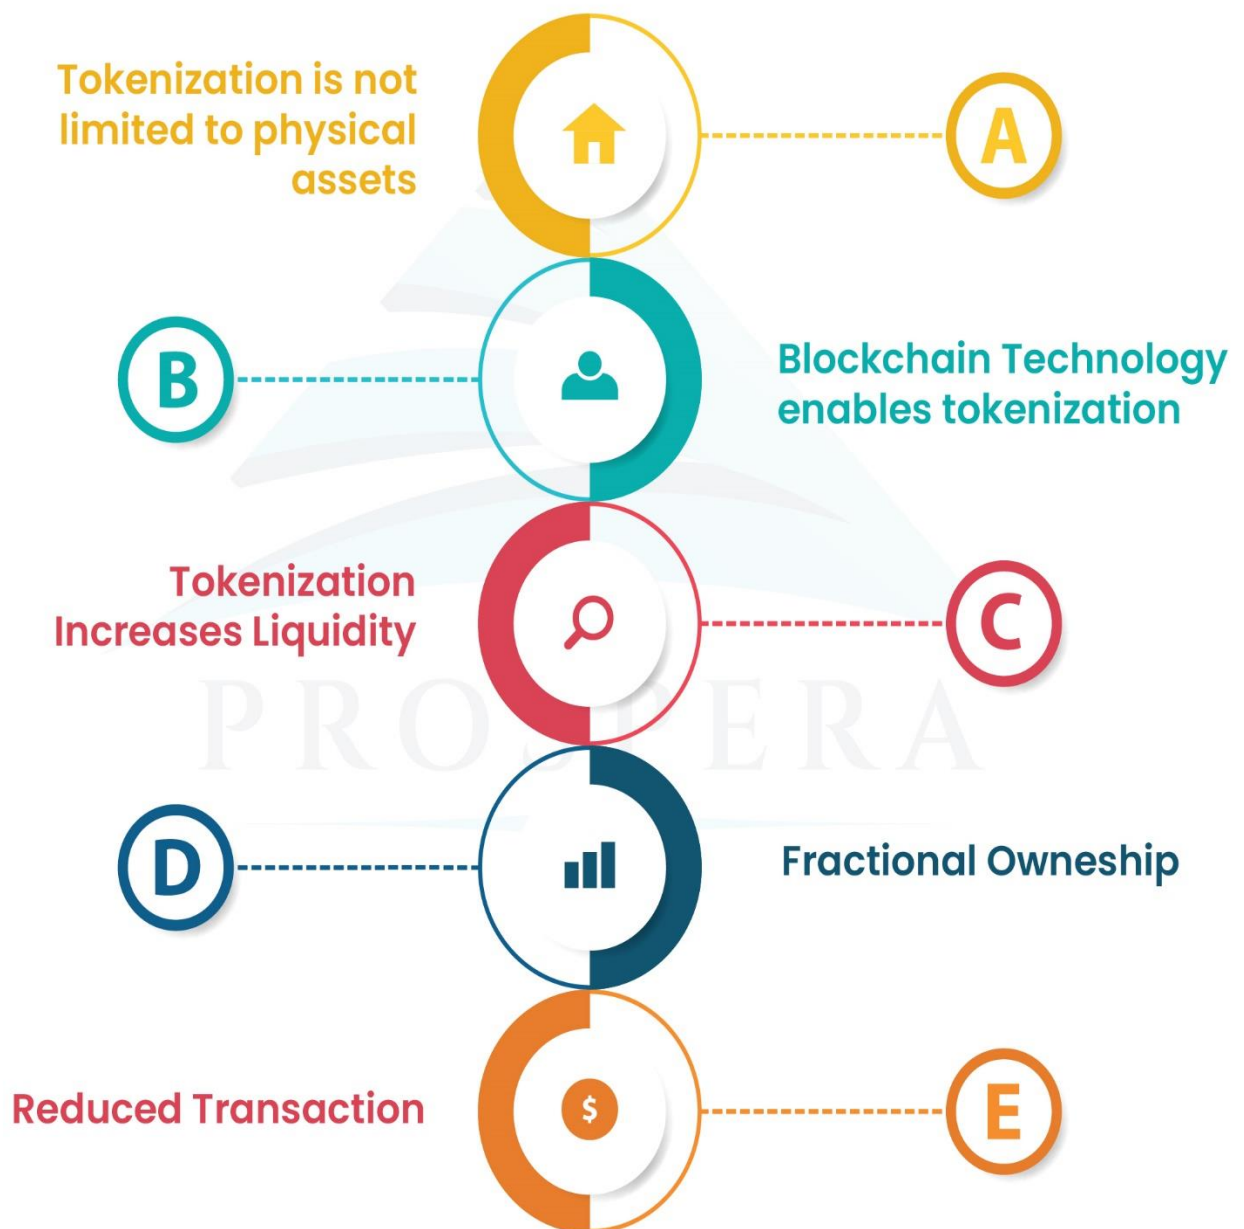 Tokenization is not
limited to physical
assets
A
B
Blockchain Technology
enables tokenization
Tokenization
Increases Liquidity
C
PROSPERA
D
Fractional Owneship
Reduced Transaction
$
E